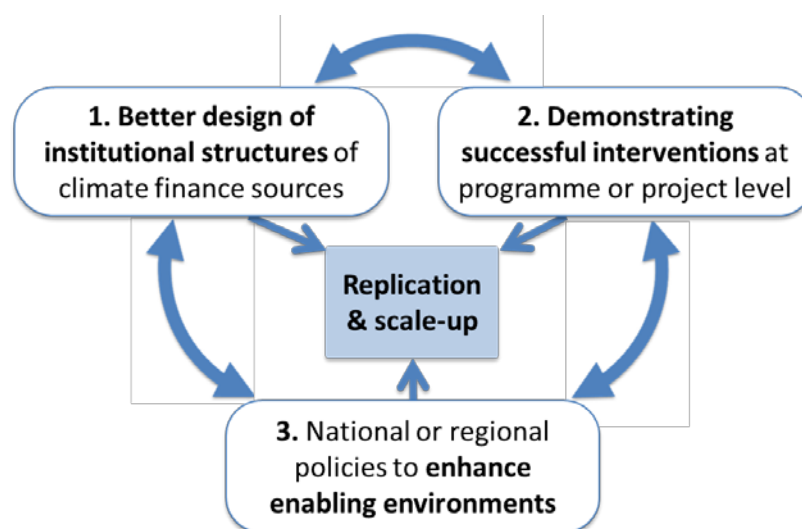 1. Better design of
institutional structures of
climate finance sources
2. Demonstrating
successful interventions at
programme or project level
Replication
& scale-up
3. National or regional
policies to enhance
enabling environments